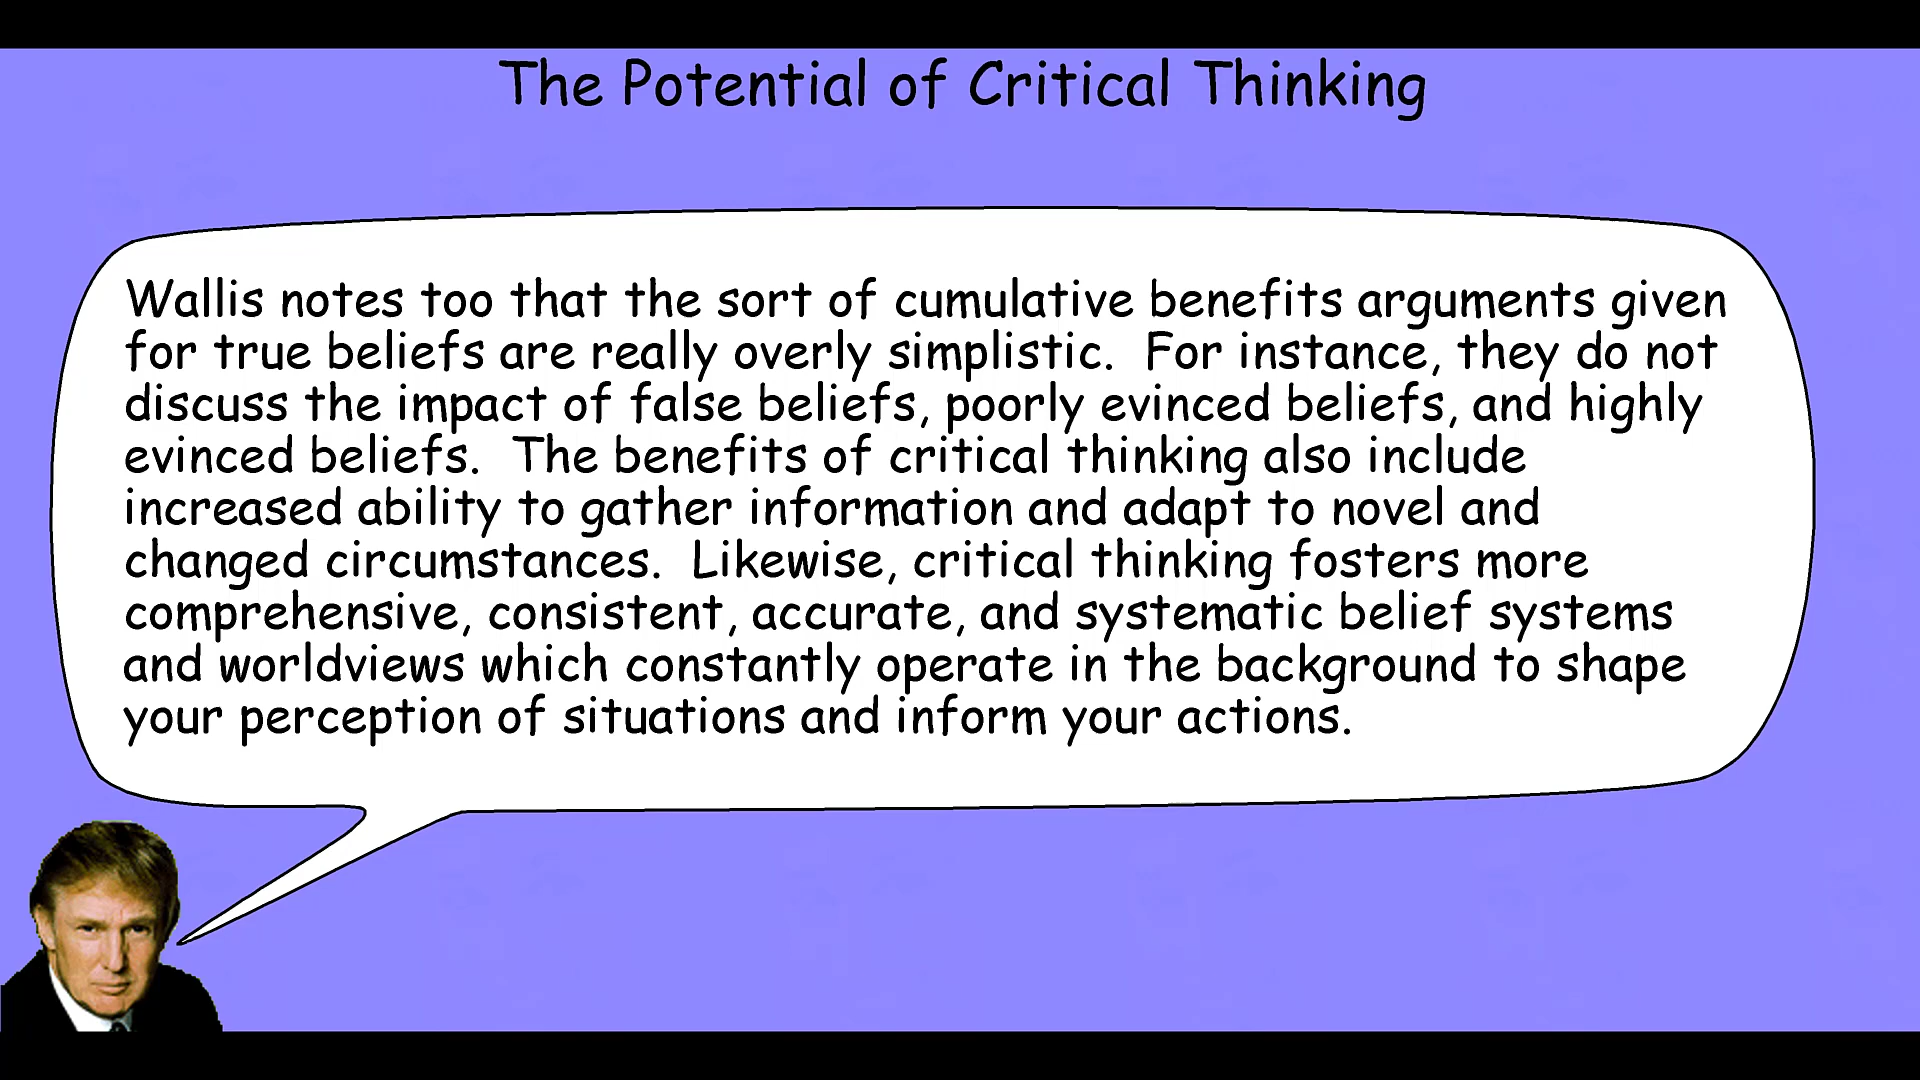 The Potential of Critical Thinking
Wallis notes too that the sort of cumulative benefits arguments given
for true beliefs are really overly simplistic.  For instance, they do not
discuss the impact of false beliefs, poorly evinced beliefs, and highly
evinced beliefs.  The benefits of critical thinking also include
increased ability to gather information and adapt to novel and
changed circumstances.  Likewise, critical thinking fosters more
comprehensive, consistent, accurate, and systematic belief systems
and worldviews which constantly operate in the background to shape
your perception of situations and inform your actions.